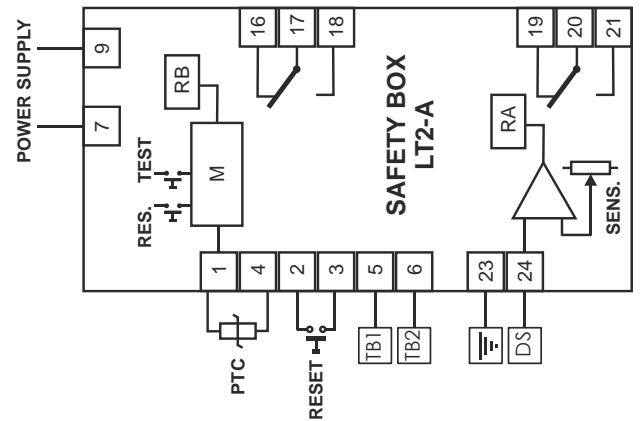 POWER SUPPLY
9
7
16
17
18
19
20
21
RB
RA
TEST
RES.
M
SAFETY BOX
LT2-A
SENS.
1
4
2
3
5
6
23
24
PTC
RESET
TB1
TB2
DS